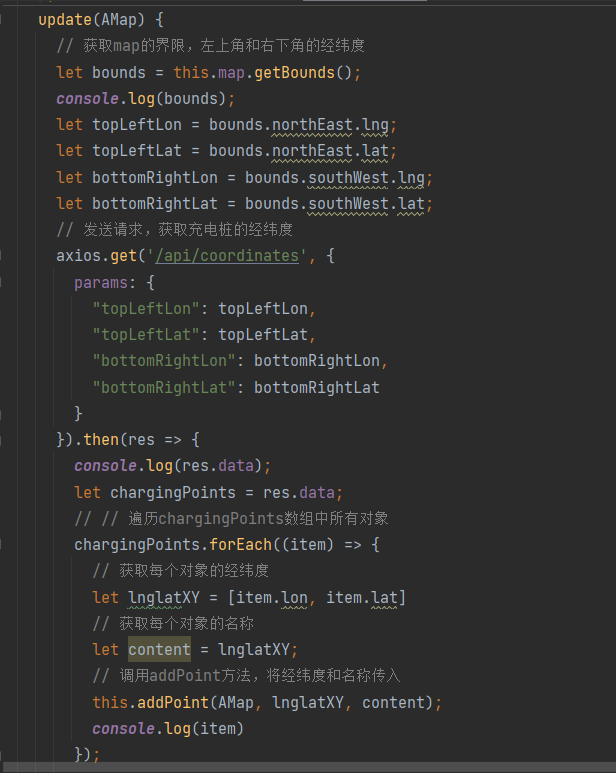 update(AMap) {
// 获取map的界限，左上角和右下角的经纬度
let bounds = this.map.getBounds();
console.log(bounds);
let topLeftLon = bounds.northEast.lng;
let topLeftLat = bounds.northEast.lat;
let bottomRightLon = bounds.southWest.lng;
let bottomRightLat = bounds.southWest.lat;
// 发送请求，获取充电桩的经纬度
axios.get('/api/coordinates', {
params: {
"topLeftLon": topLeftLon,
"topLeftLat": topLeftLat,
"bottomRightLon": bottomRightLon,
"bottomRightLat": bottomRightLat
}
}).then(res => {
console.log(res.data);
let chargingPoints = res.data;
// // 遍历chargingPoints数组中所有对象
chargingPoints.forEach((item) => {
// 获取每个对象的经纬度
let lnglatXY = [item.lon, item.lat]
// 获取每个对象的名称
let content = lnglatXY;
// 调用addPoint方法，将经纬度和名称传入
this.addPoint(AMap, lnglatXY, content);
console.log(item)
});